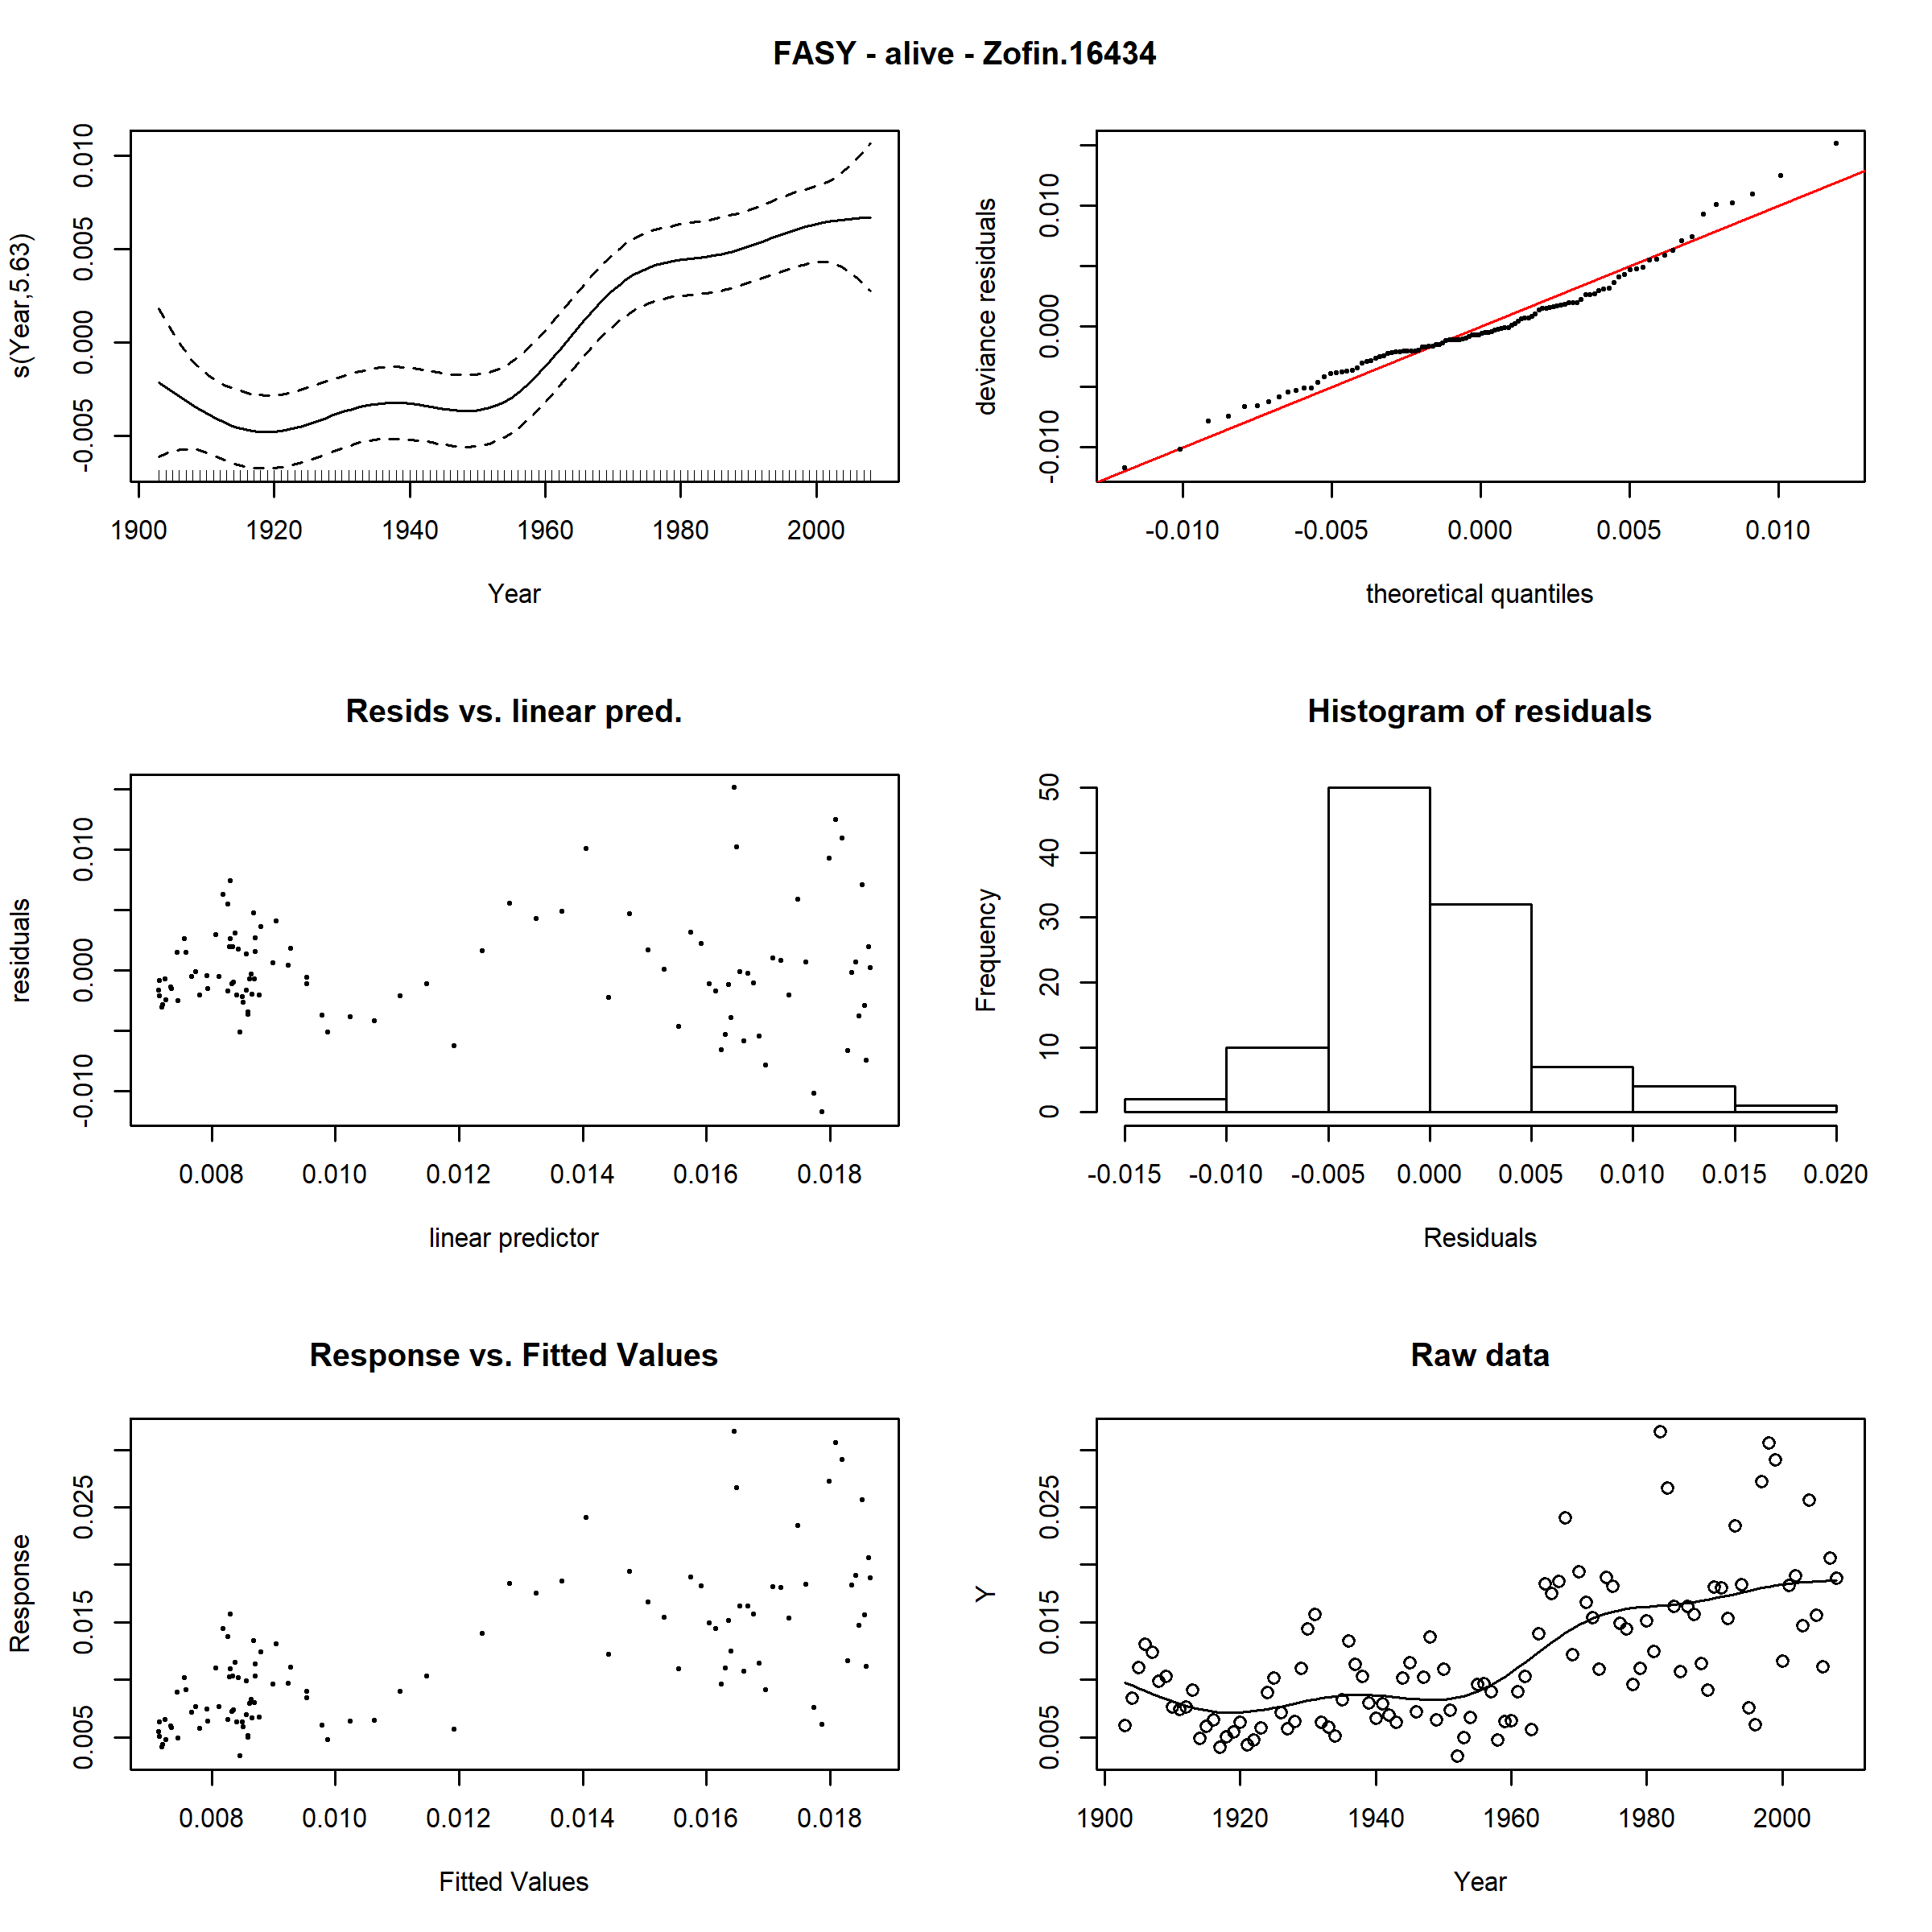 FASY - alive - Zofin.16434
s(Year,5.63)
0.010
0.005
0.000
-0.005
1900 1920 1940 1960 1980 2000
Year
deviance residuals
0.010
0.000
-0.010
-0.010 -0.005 0.000 0.005 0.010
theoretical quantiles
Resids vs. linear pred.
residuals
0.010
0.000
-0.010
0.008 0.010 0.012 0.014 0.016 0.018
linear predictor
Histogram of residuals
Frequency
50
40
30
20
10
0
-0.015 -0.010 -0.005 0.000 0.005 0.010 0.015 0.020
Residuals
Response vs. Fitted Values
Response
0.025
0.015
0.005
0.008 0.010 0.012 0.014 0.016 0.018
Fitted Values
Raw data
Y
0.025
0.015
0.005
1900 1920 1940 1960 1980 2000
Year